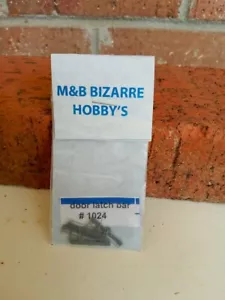 M&B BIZARRE
HOBBY'S
door latch bar
# 1024